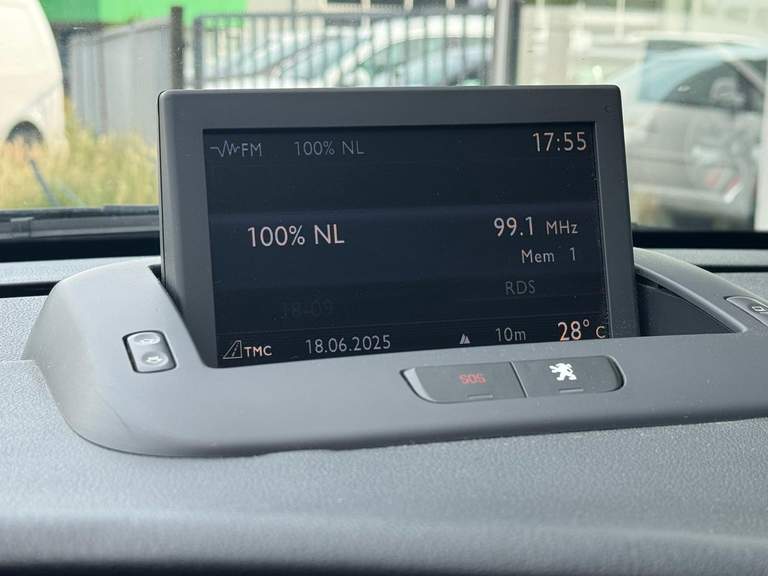 FM 100% NL 17:55
100% NL 99.1 MHz
Mem 1
RDS
TMC 18.06.2025 10m 28° C
SOS